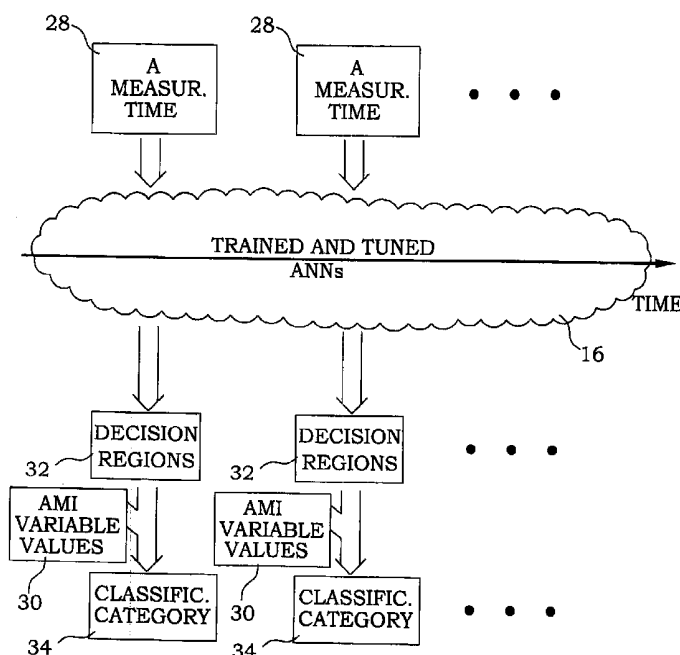 28
28
A
MEASUR.
TIME
A
MEASUR.
TIME
TRAINED AND TUNED
ANNs
TIME
16
DECISION
REGIONS
DECISION
REGIONS
32
32
AMI
VARIABLE
VALUES
AMI
VARIABLE
VALUES
30
30
CLASSIFIC.
CATEGORY
CLASSIFIC.
CATEGORY
34
34